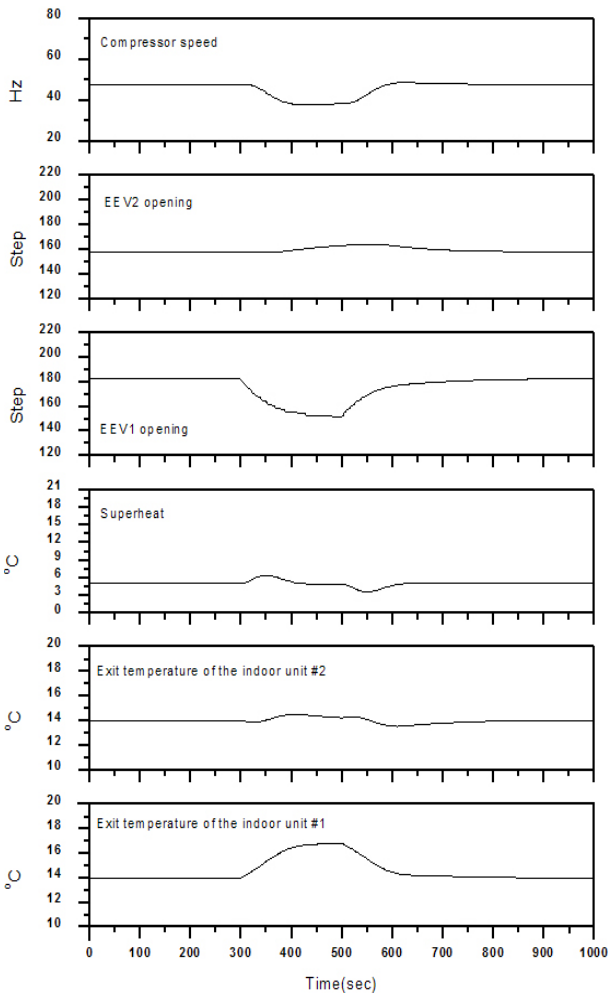 80
60
40
20
Hz
Compressor speed
220
200
180
160
140
120
Step
EEV2 opening
220
200
180
160
140
120
Step
EEV1 opening
21
18
15
12
9
6
3
0
°C
Superheat
20
18
16
14
12
10
°C
Exit temperature of the indoor unit #2
20
18
16
14
12
10
°C
Exit temperature of the indoor unit #1
0 100 200 300 400 500 600 700 800 900 1000
Time(sec)